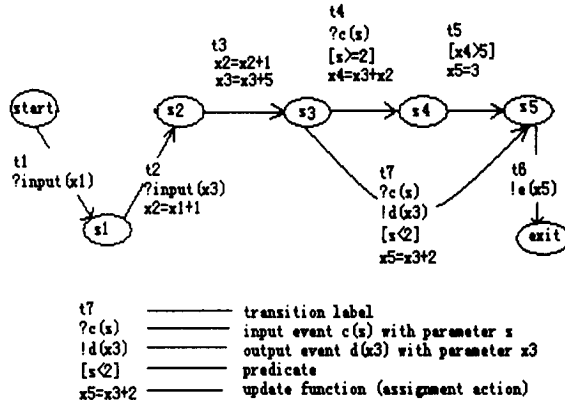 t4
?c(s)
[s>=2]
x4=x3+x2
t5
[x4>5]
x5=3
t3
x2=x2+1
x3=x3+5
start
s2
s3
s4
s5
t1
?input(x1)
t2
?input(x3)
x2=x1+1
t7
?c(s)
!d(x3)
[s<2]
x5=x3+2
t6
!e(x5)
s1
exit
t7 transition label
?c(s) input event c(s) with parameter s
!d(x3) output event d(x3) with parameter x3
[s<2] predicate
x5=x3+2 update function (assignment action)